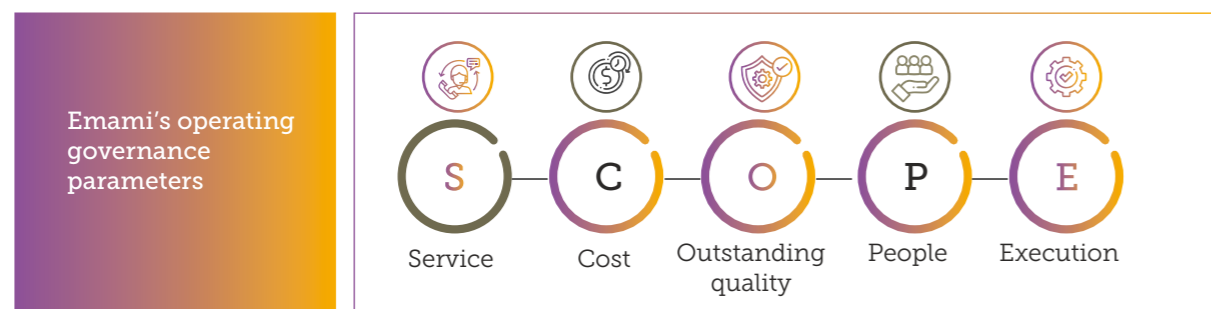 Emami's operating
governance
parameters
S C O P E
Service
Cost
Outstanding
quality
People
Execution